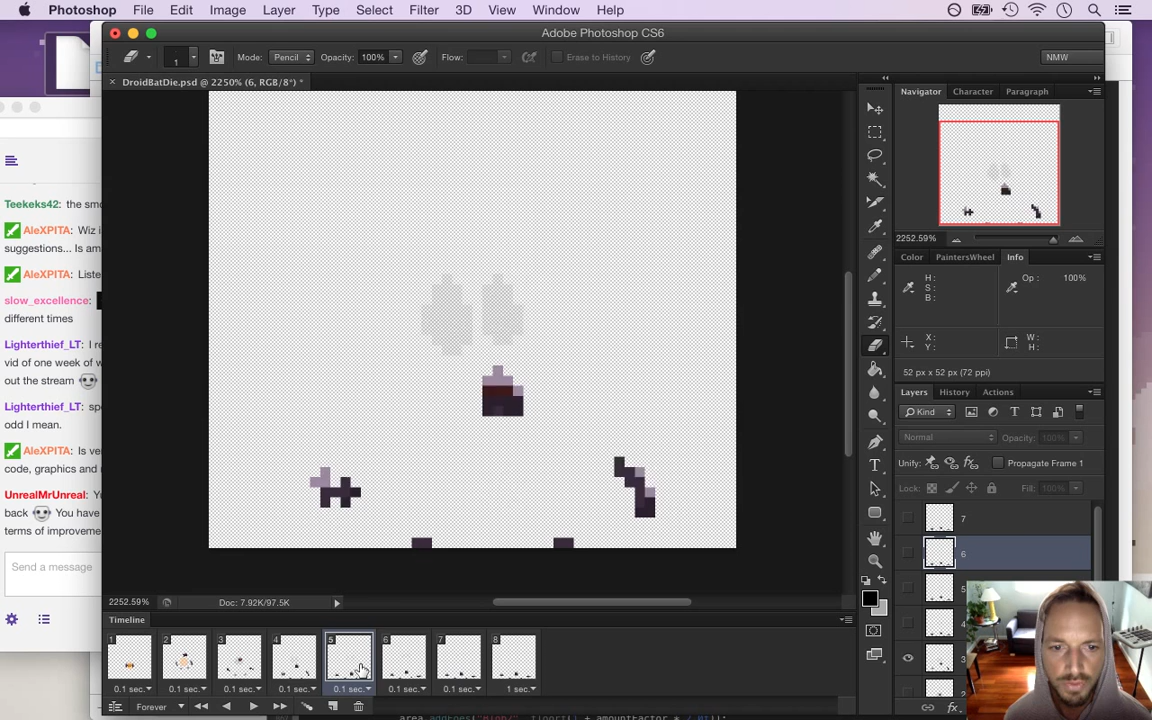 Photoshop File Edit Image Layer Type Select Filter 3D View Window Help
Adobe Photoshop CS6
1 Mode: Pencil Opacity: 100% Flow: Erase to History NMW
× DroidBatDie.psd @ 2250% (6, RGB/8*) *
Navigator Character Paragraph
Teekeks42: the smo
AleXPITA: Wiz i
suggestions... Is am
AleXPITA: Liste
slow_excellence:
different times
Lighterthief_LT: I re
vid of one week of w
out the stream
Lighterthief_LT: spe
odd I mean.
AleXPITA: Is ver
code, graphics and
UnrealMrUnreal: Yo
back You have
terms of improveme
Send a message
2252.59%
Color PaintersWheel Info
H: Op: 100%
S:
B:
X: W:
Y: H:
52 px x 52 px (72 ppi)
Layers History Actions
Kind
Normal Opacity: 100%
Unify: Propagate Frame 1
Lock: Fill: 100%
7
6
5
4
3
2
2252.59% Doc: 7.92K/97.5K
Timeline
1 2 3 4 5 6 7 8
0.1 sec. 0.1 sec. 0.1 sec. 0.1 sec. 0.1 sec. 0.1 sec. 0.1 sec. 1 sec.
Forever